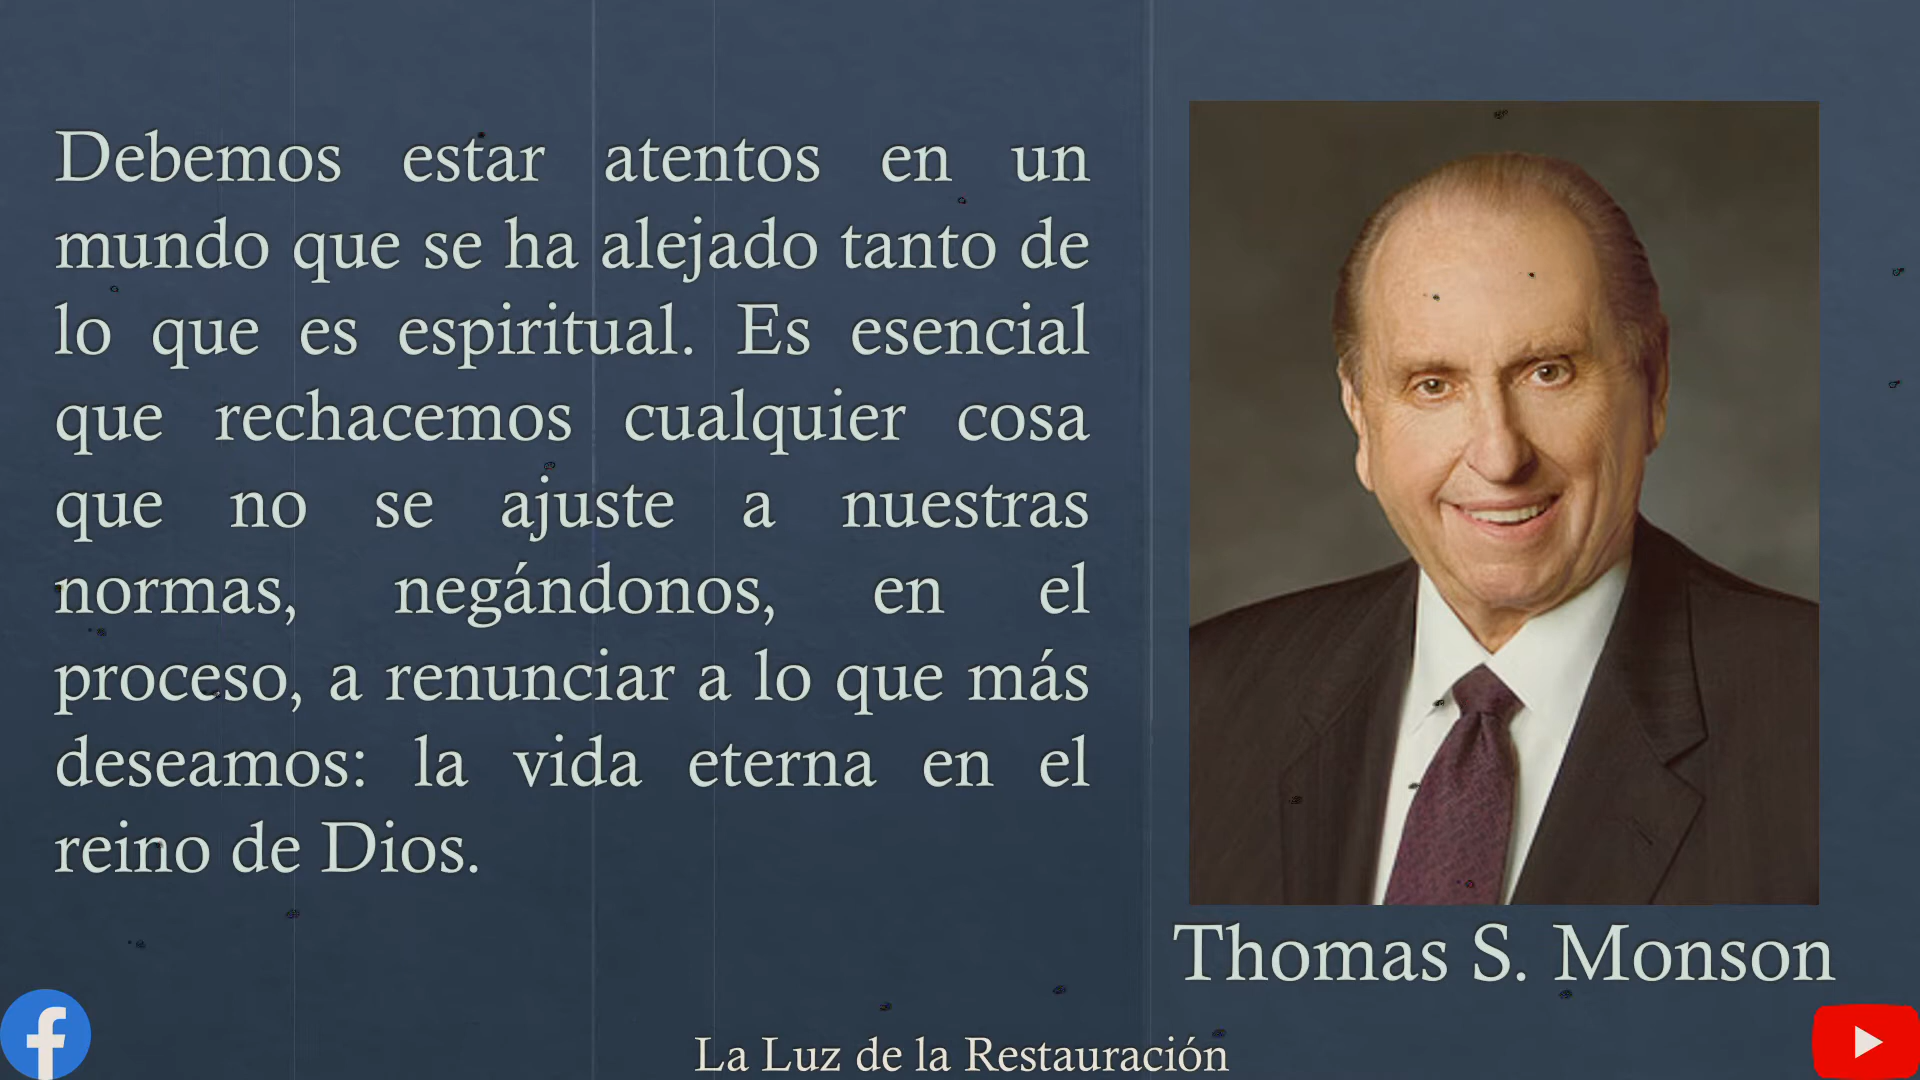 Debemos estar atentos en un
mundo que se ha alejado tanto de
lo que es espiritual. Es esencial
que rechacemos cualquier cosa
que no se ajuste a nuestras
normas, negándonos, en el
proceso, a renunciar a lo que más
deseamos: la vida eterna en el
reino de Dios.
Thomas S. Monson
La Luz de la Restauración